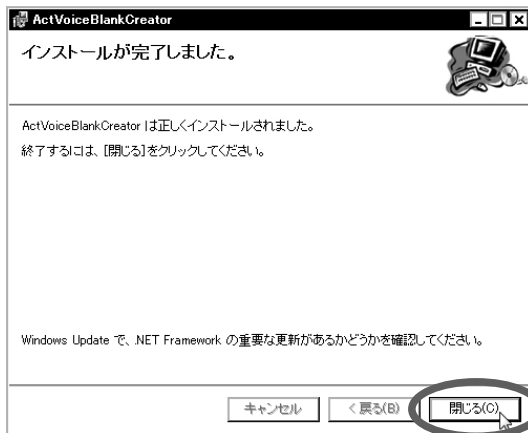 ActVoiceBlankCreator
インストールが完了しました。
ActVoiceBlankCreator は正しくインストールされました。
終了するには、[閉じる]をクリックしてください。
Windows Update で、.NET Framework の重要な更新があるかどうかを確認してください。
キャンセル < 戻る(B) 閉じる(C)